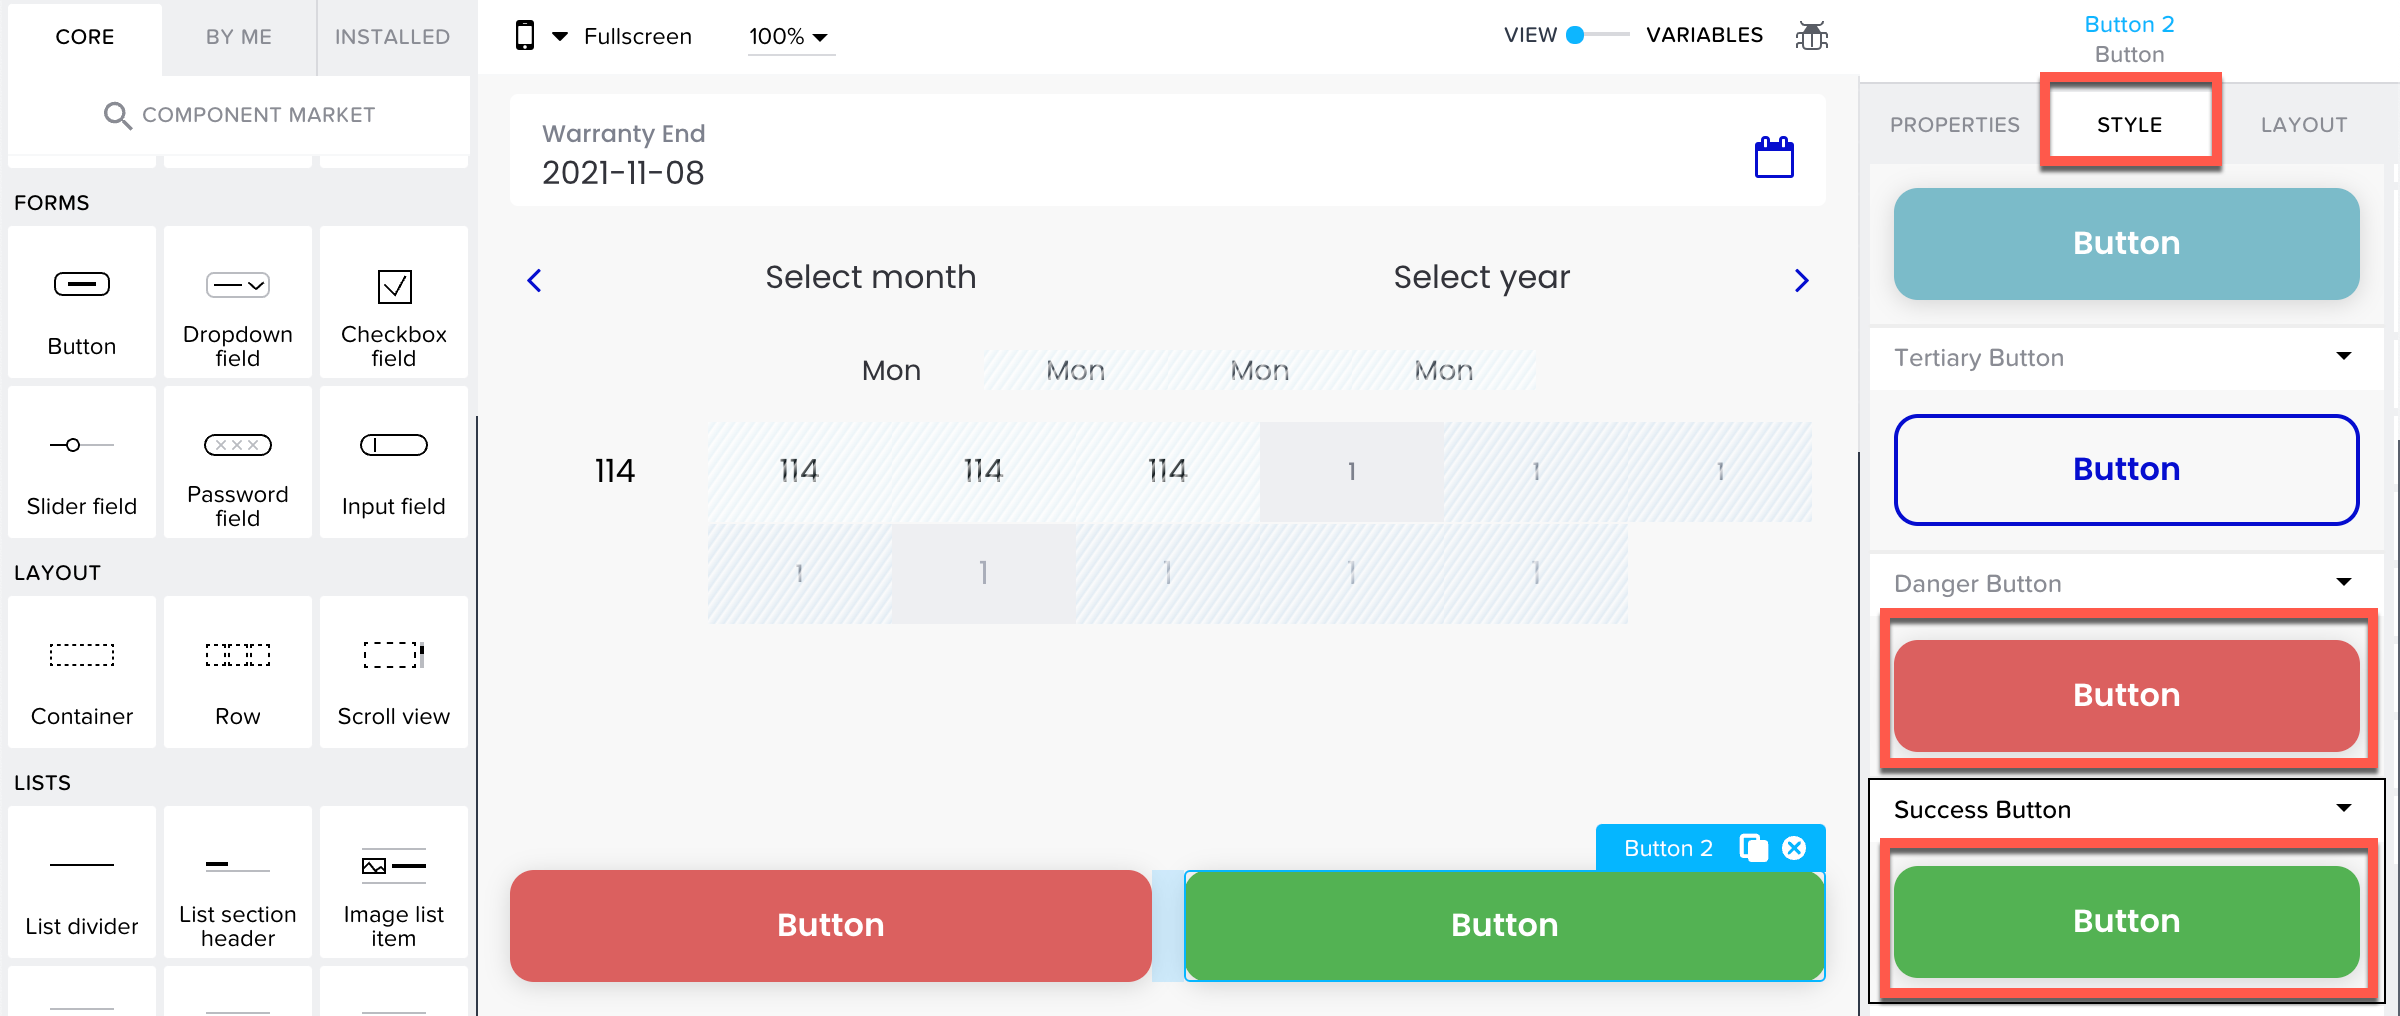 CORE
BY ME
INSTALLED
COMPONENT MARKET
FORMS
Button
Dropdown
field
Checkbox
field
Slider field
Password
field
Input field
LAYOUT
Container
Row
Scroll view
LISTS
List divider
List section
header
Image list
item
Fullscreen
100%
VIEW
VARIABLES
Warranty End
2021-11-08
Select month
Select year
Mon Mon Mon Mon
114 114 114 114 1 1 1
1 1 1 1 1
Button 2
Button
Button
Button 2
Button
PROPERTIES
STYLE
LAYOUT
Button
Tertiary Button
Button
Danger Button
Button
Success Button
Button